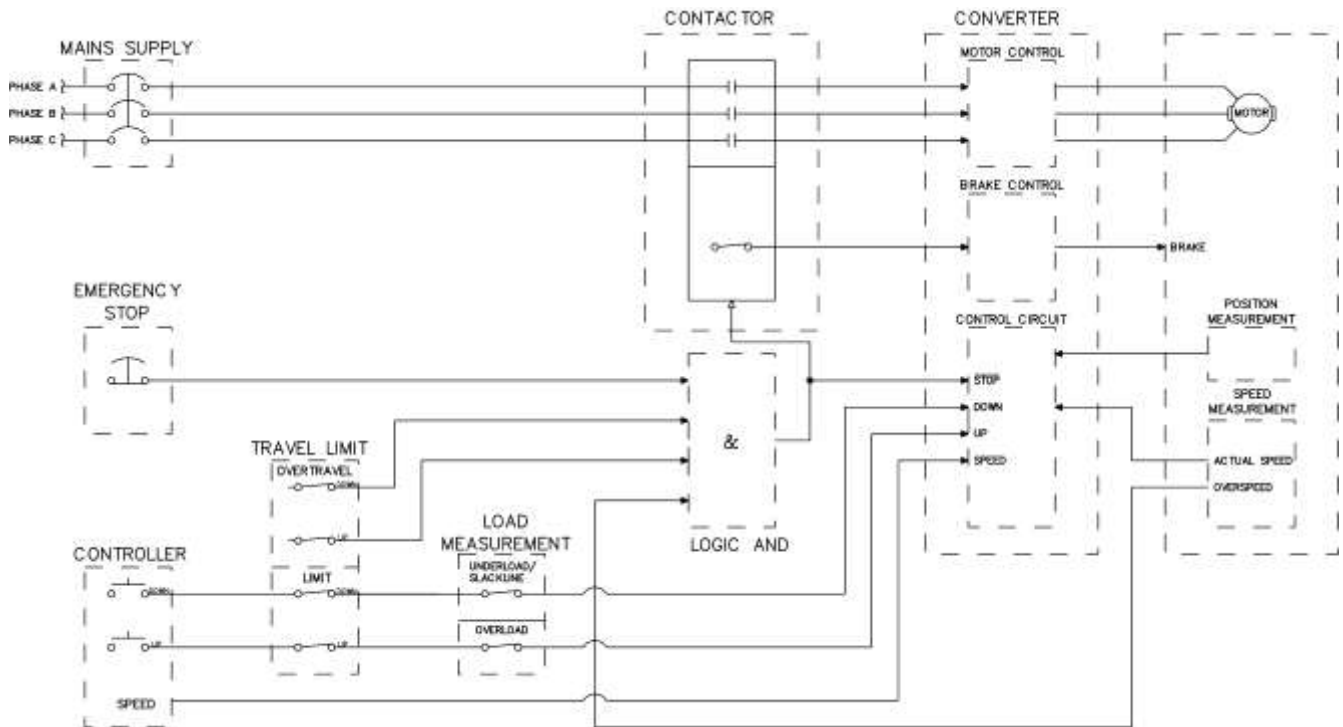 CONTACTOR
CONVERTER
MAINS SUPPLY
MOTOR CONTROL
PHASE A
PHASE B
PHASE C
MOTOR
BRAKE CONTROL
BRAKE
EMERGENCY
STOP
POSITION
MEASUREMENT
CONTROL CIRCUIT
STOP
DOWN
UP
SPEED
SPEED
MEASUREMENT
ACTUAL SPEED
OVERSPEED
&
LOGIC AND
TRAVEL LIMIT
OVERTRAVEL
DOWN
UP
LOAD
MEASUREMENT
CONTROLLER
LIMIT
UNDERLOAD/
SLACKLINE
DOWN
DOWN
OVERLOAD
UP
UP
SPEED